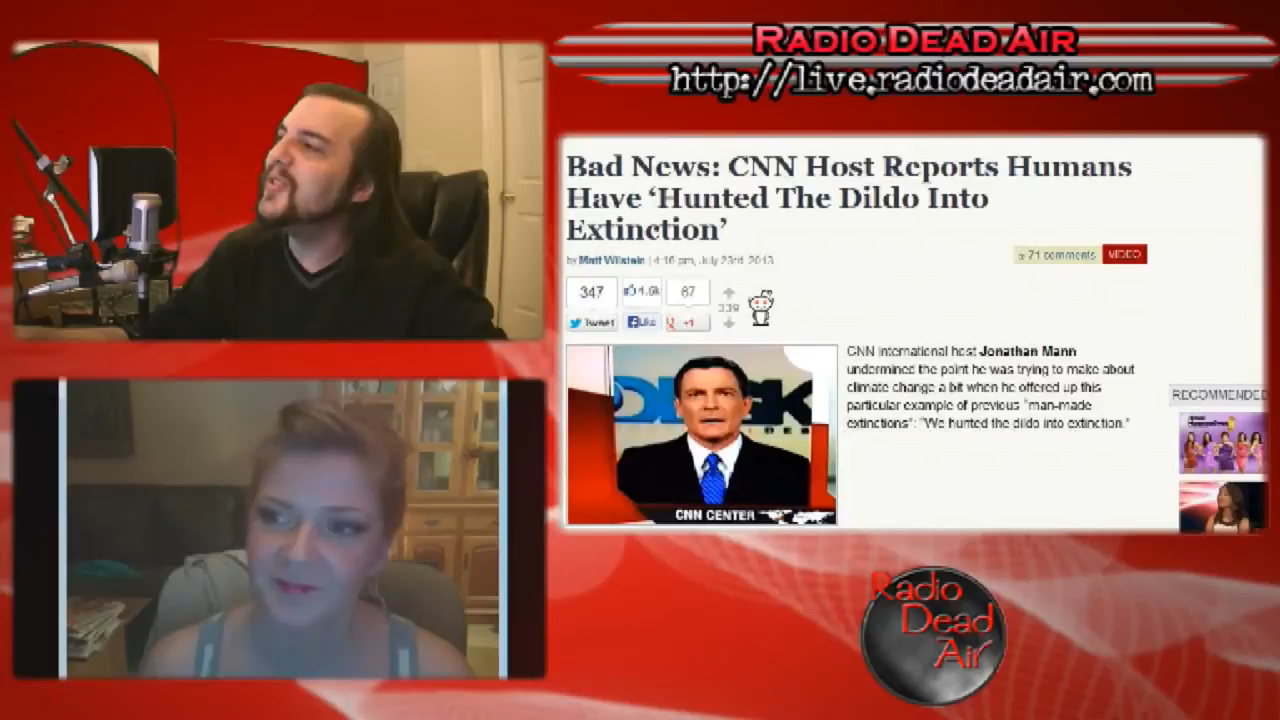 RADIO DEAD AIR
http://live.radiodeadair.com
Bad News: CNN Host Reports Humans
Have ‘Hunted The Dildo Into
Extinction’
by Matt Wilstein | 4:16 pm, July 23rd, 2013
» 71 comments VIDEO
347 4.6k 67
339
Tweet Like +1
CNN International host Jonathan Mann
undermined the point he was trying to make about
climate change a bit when he offered up this
particular example of previous “man-made
extinctions”: “We hunted the dildo into extinction.”
RECOMMENDED
CNN CENTER
Radio
Dead
Air